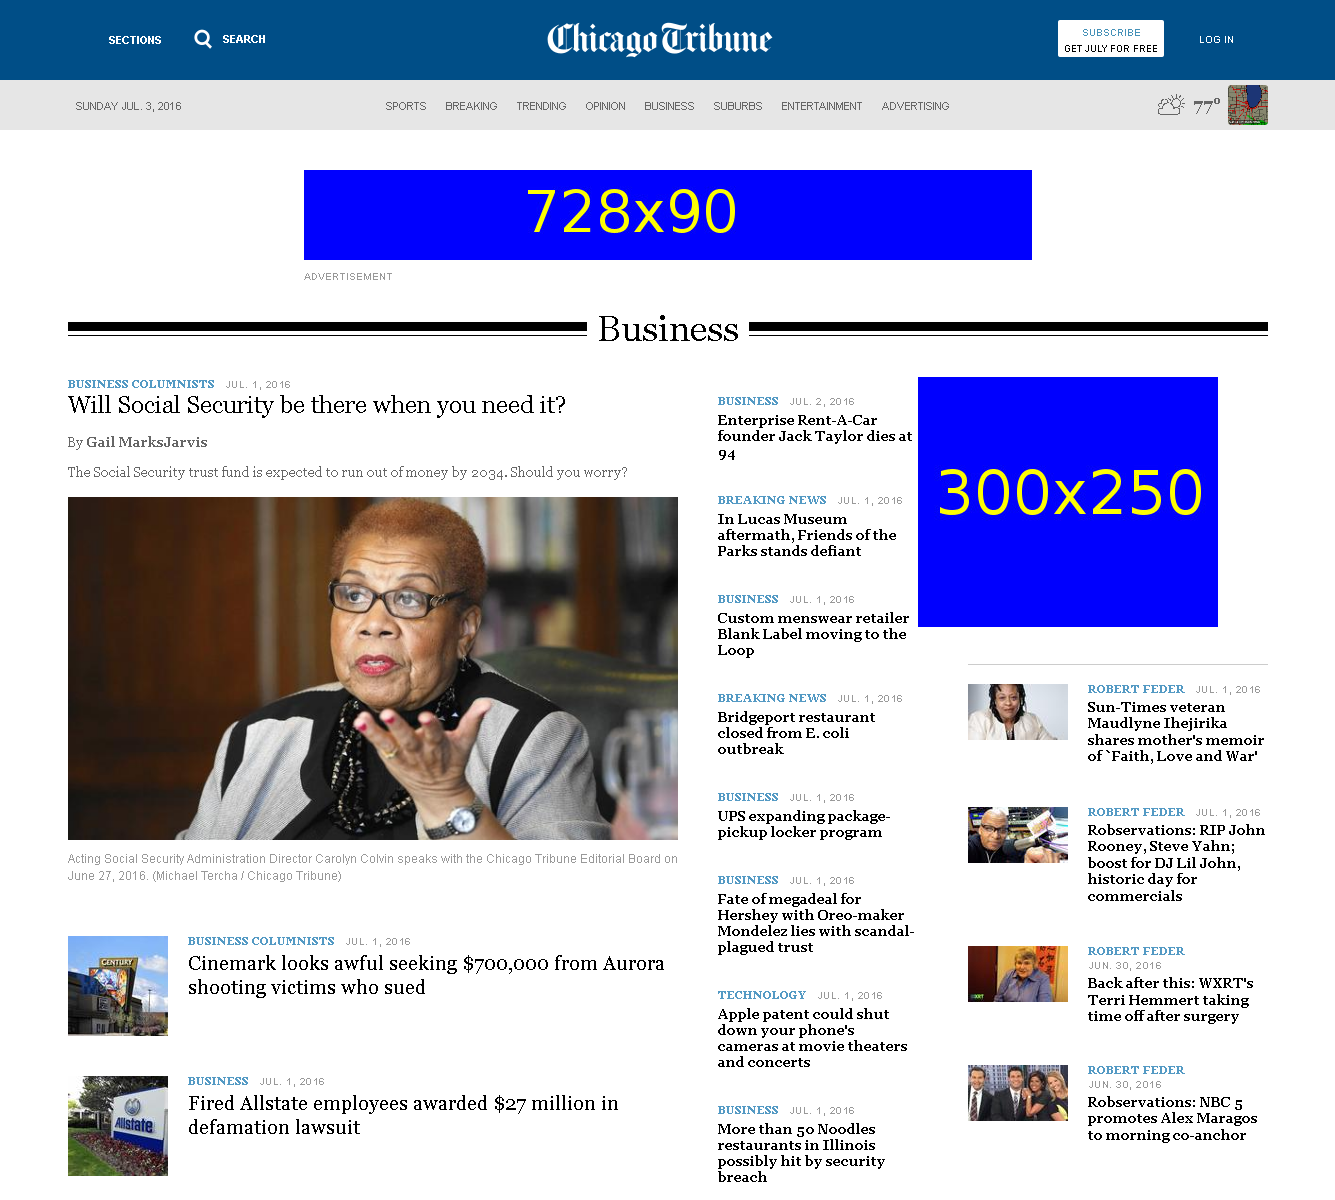 SECTIONS
SEARCH
Chicago Tribune
SUBSCRIBE
GET JULY FOR FREE
LOG IN
SUNDAY JUL. 3, 2016
SPORTS
BREAKING
TRENDING
OPINION
BUSINESS
SUBURBS
ENTERTAINMENT
ADVERTISING
77°
728x90
ADVERTISEMENT
Business
BUSINESS COLUMNISTS JUL. 1, 2016
Will Social Security be there when you need it?
By Gail MarksJarvis
The Social Security trust fund is expected to run out of money by 2034. Should you worry?
Acting Social Security Administration Director Carolyn Colvin speaks with the Chicago Tribune Editorial Board on
June 27, 2016. (Michael Tercha / Chicago Tribune)
CENTURY
BUSINESS COLUMNISTS JUL. 1, 2016
Cinemark looks awful seeking $700,000 from Aurora
shooting victims who sued
Allstate
BUSINESS JUL. 1, 2016
Fired Allstate employees awarded $27 million in
defamation lawsuit
BUSINESS JUL. 2, 2016
Enterprise Rent-A-Car
founder Jack Taylor dies at
94
BREAKING NEWS JUL. 1, 2016
In Lucas Museum
aftermath, Friends of the
Parks stands defiant
BUSINESS JUL. 1, 2016
Custom menswear retailer
Blank Label moving to the
Loop
BREAKING NEWS JUL. 1, 2016
Bridgeport restaurant
closed from E. coli
outbreak
BUSINESS JUL. 1, 2016
UPS expanding package-
pickup locker program
BUSINESS JUL. 1, 2016
Fate of megadeal for
Hershey with Oreo-maker
Mondelez lies with scandal-
plagued trust
TECHNOLOGY JUL. 1, 2016
Apple patent could shut
down your phone's
cameras at movie theaters
and concerts
BUSINESS JUL. 1, 2016
More than 50 Noodles
restaurants in Illinois
possibly hit by security
breach
300x250
ROBERT FEDER JUL. 1, 2016
Sun-Times veteran
Maudlyne Ihejirika
shares mother's memoir
of `Faith, Love and War'
ROBERT FEDER JUL. 1, 2016
Robservations: RIP John
Rooney, Steve Yahn;
boost for DJ Lil John,
historic day for
commercials
ROBERT FEDER
JUN. 30, 2016
Back after this: WXRT's
Terri Hemmert taking
time off after surgery
ROBERT FEDER
JUN. 30, 2016
Robservations: NBC 5
promotes Alex Maragos
to morning co-anchor